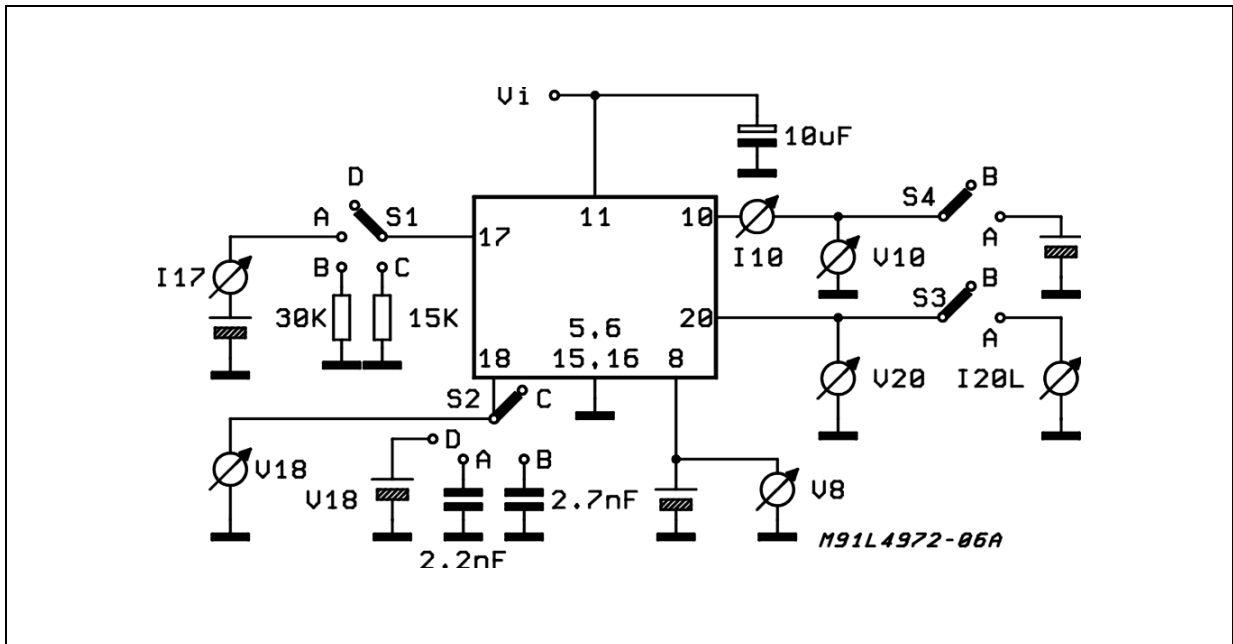 Vi
10uF
D
A
S1
B
C
I17
30K
15K
17
11
10
20
5,6
15,16
8
18
I10
V10
S4
B
A
S3
B
A
V20
I20L
S2
C
D
A
B
V18
V18
2.7nF
2.2nF
V8
M91L4972-06A